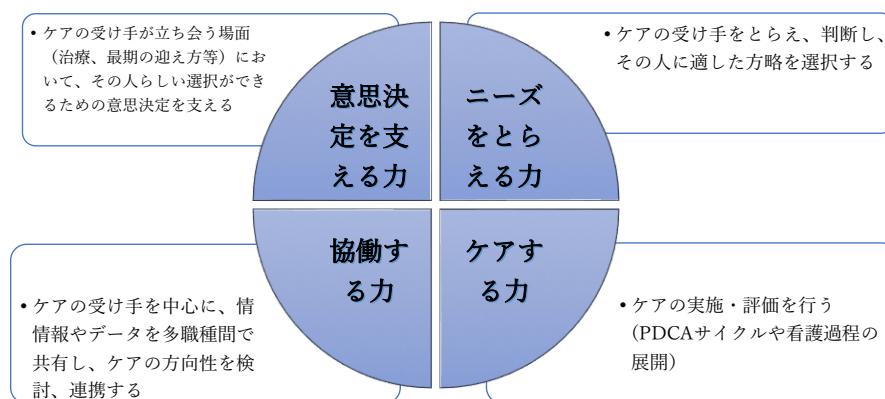 • ケアの受け手が立ち会う場面
（治療、最期の迎え方等）にお
いて、その人らしい選択ができ
るための意思決定を支える
意思決
定を支
える力
ニーズ
をとら
える力
• ケアの受け手をとらえ、判断し、
その人に適した方略を選択する
• ケアの受け手を中心に、情
情報やデータを多職種間で
共有し、ケアの方向性を検
討、連携する
協働す
る力
ケアす
る力
• ケアの実施・評価を行う
(PDCAサイクルや看護過程の
展開)